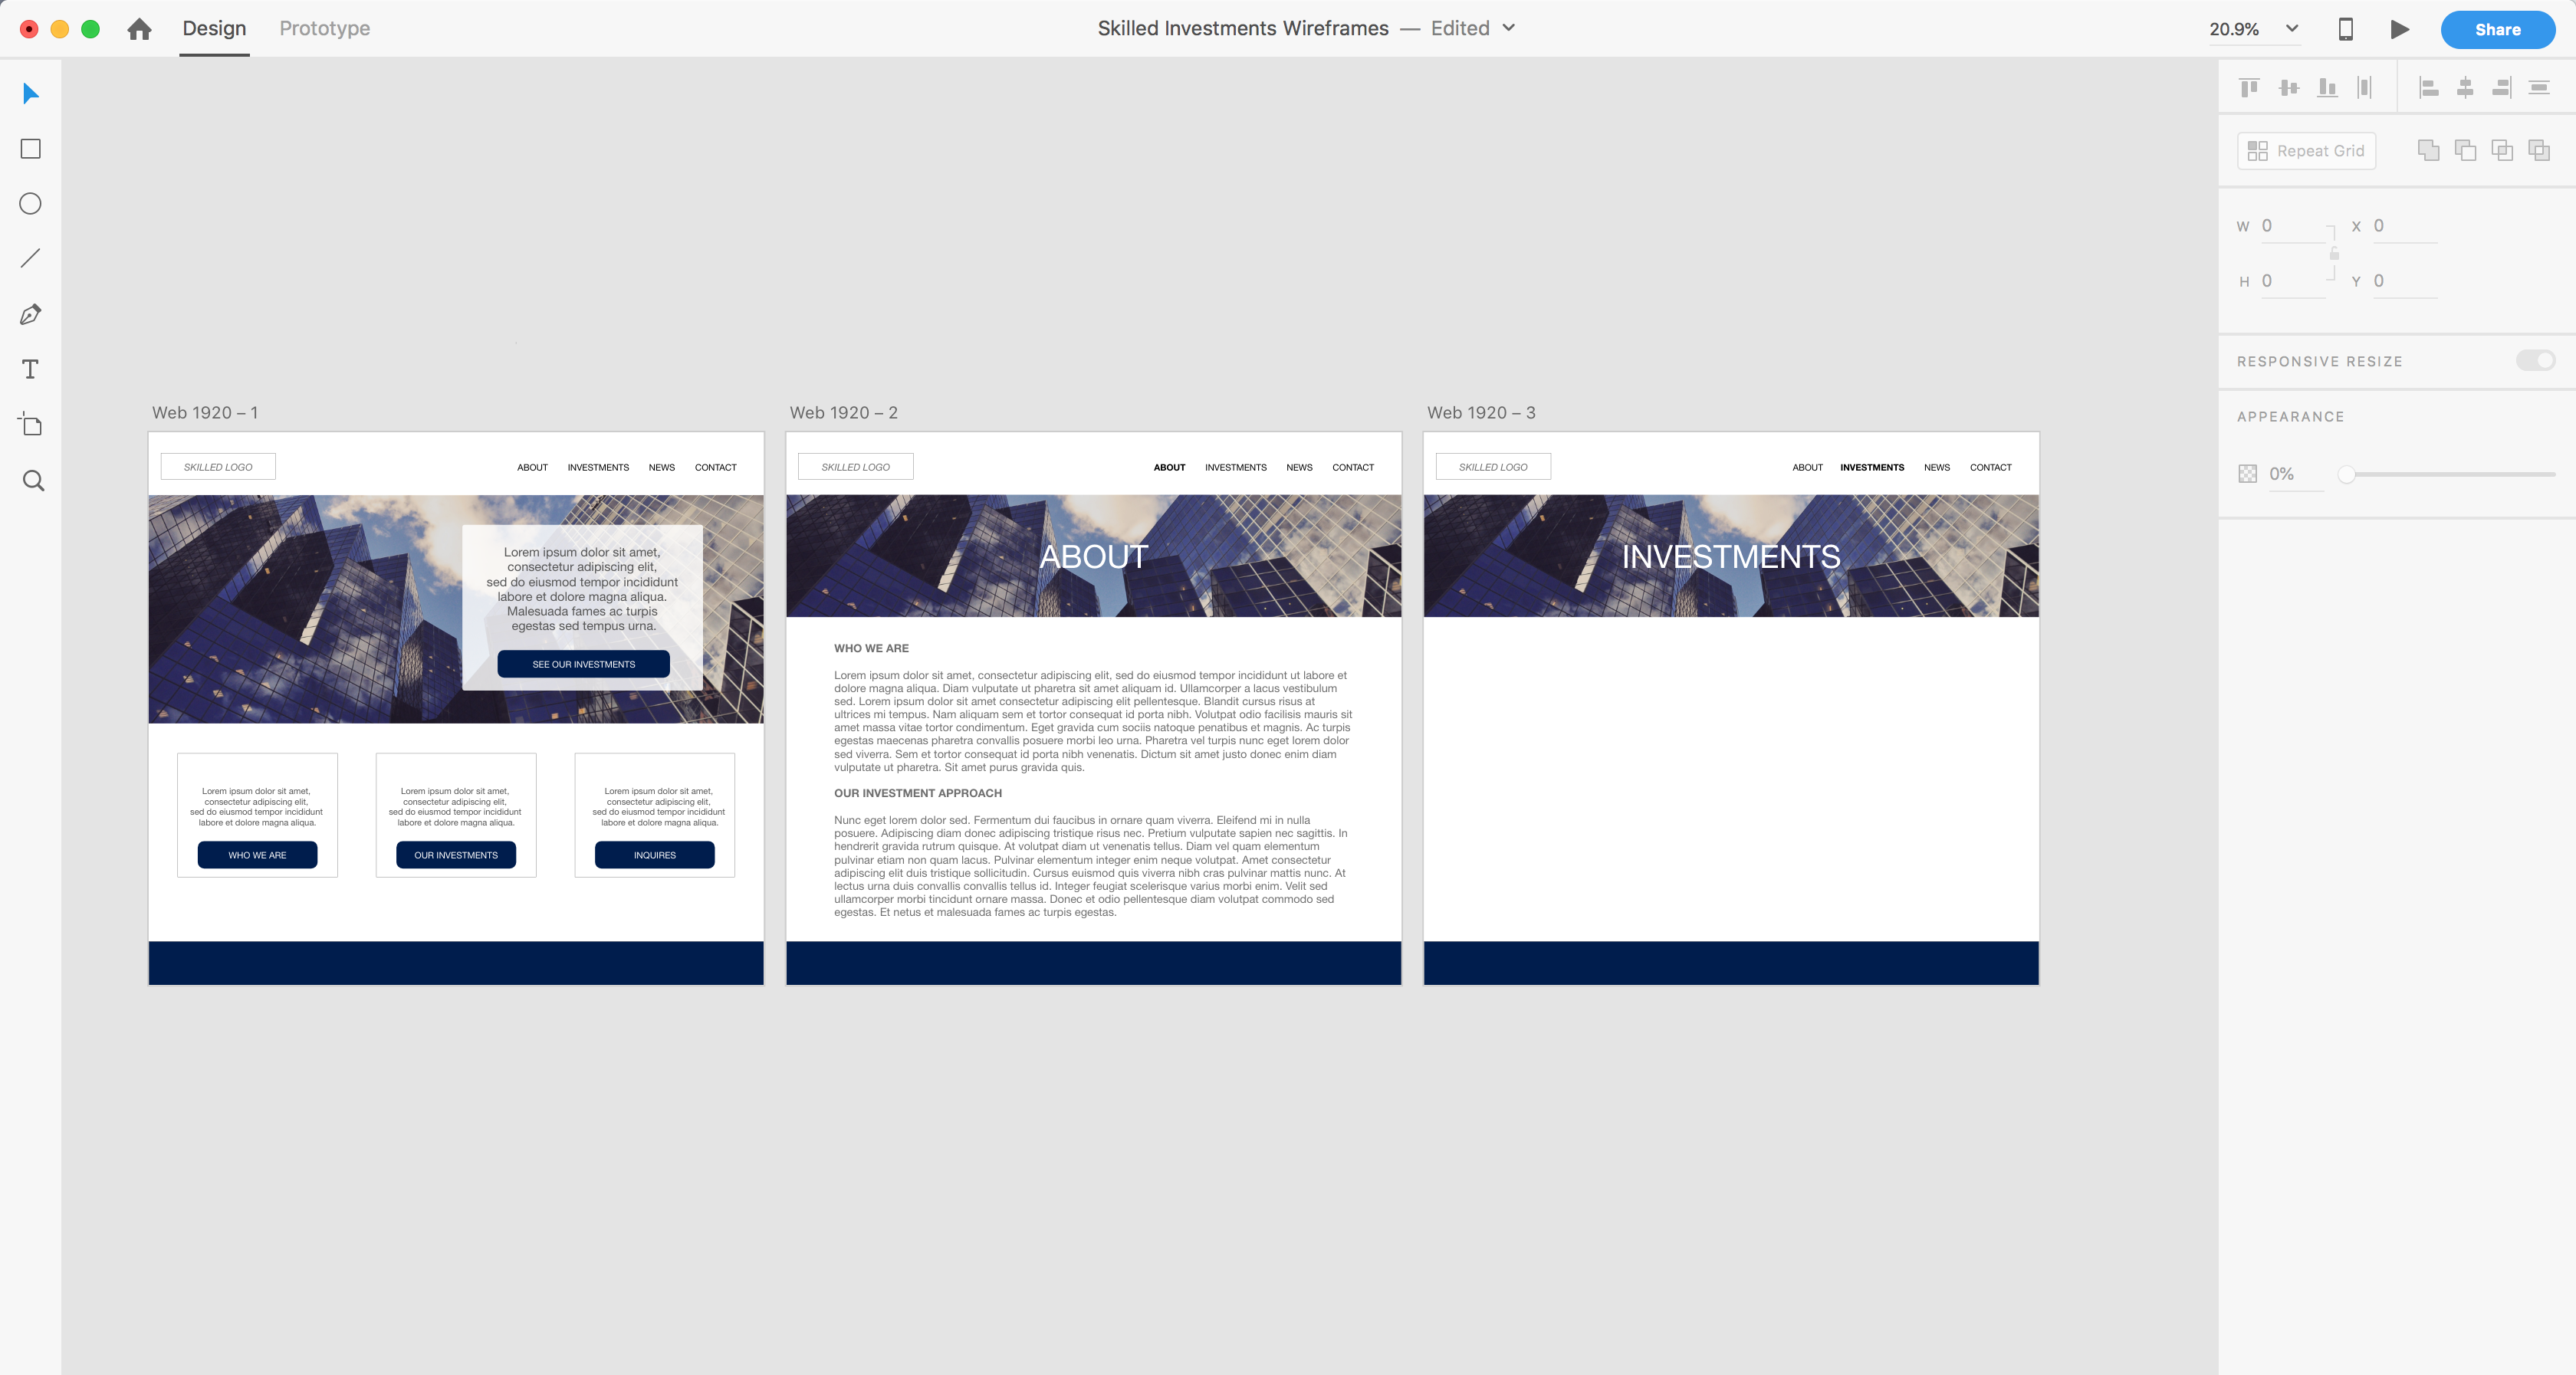 Design
Prototype
Skilled Investments Wireframes — Edited
20.9%
Share
Repeat Grid
W 0 X 0
H 0 Y 0
RESPONSIVE RESIZE
APPEARANCE
0%
Web 1920 – 1
SKILLED LOGO
ABOUT INVESTMENTS NEWS CONTACT
Lorem ipsum dolor sit amet,
consectetur adipiscing elit,
sed do eiusmod tempor incididunt
labore et dolore magna aliqua.
Malesuada fames ac turpis
egestas sed tempus urna.
SEE OUR INVESTMENTS
Lorem ipsum dolor sit amet,
consectetur adipiscing elit,
sed do eiusmod tempor incididunt
labore et dolore magna aliqua.
WHO WE ARE
Lorem ipsum dolor sit amet,
consectetur adipiscing elit,
sed do eiusmod tempor incididunt
labore et dolore magna aliqua.
OUR INVESTMENTS
Lorem ipsum dolor sit amet,
consectetur adipiscing elit,
sed do eiusmod tempor incididunt
labore et dolore magna aliqua.
INQUIRES
Web 1920 – 2
SKILLED LOGO
ABOUT INVESTMENTS NEWS CONTACT
ABOUT
WHO WE ARE
Lorem ipsum dolor sit amet, consectetur adipiscing elit, sed do eiusmod tempor incididunt ut labore et
dolore magna aliqua. Diam vulputate ut pharetra sit amet aliquam id. Ullamcorper a lacus vestibulum
sed. Lorem ipsum dolor sit amet consectetur adipiscing elit pellentesque. Blandit cursus risus at
ultrices mi tempus. Nam aliquam sem et tortor consequat id porta nibh. Volutpat odio facilisis mauris sit
amet massa vitae tortor condimentum. Eget gravida cum sociis natoque penatibus et magnis. Ac turpis
egestas maecenas pharetra convallis posuere morbi leo urna. Pharetra vel turpis nunc eget lorem dolor
sed viverra. Sem et tortor consequat id porta nibh venenatis. Dictum sit amet justo donec enim diam
vulputate ut pharetra. Sit amet purus gravida quis.
OUR INVESTMENT APPROACH
Nunc eget lorem dolor sed. Fermentum dui faucibus in ornare quam viverra. Eleifend mi in nulla
posuere. Adipiscing diam donec adipiscing tristique risus nec. Pretium vulputate sapien nec sagittis. In
hendrerit gravida rutrum quisque. At volutpat diam ut venenatis tellus. Diam vel quam elementum
pulvinar etiam non quam lacus. Pulvinar elementum integer enim neque volutpat. Amet consectetur
adipiscing elit duis tristique sollicitudin. Cursus euismod quis viverra nibh cras pulvinar mattis nunc. At
lectus urna duis convallis convallis tellus id. Integer feugiat scelerisque varius morbi enim. Velit sed
ullamcorper morbi tincidunt ornare massa. Donec et odio pellentesque diam volutpat commodo sed
egestas. Et netus et malesuada fames ac turpis egestas.
Web 1920 – 3
SKILLED LOGO
ABOUT INVESTMENTS NEWS CONTACT
INVESTMENTS